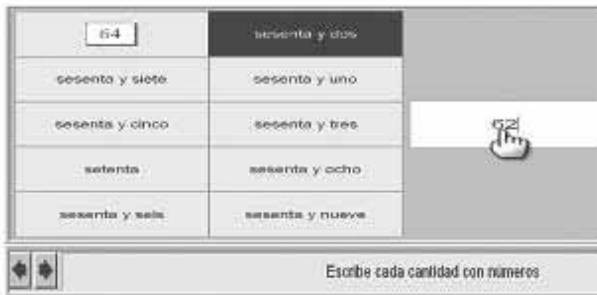 64 sesenta y dos
sesenta y siete sesenta y uno
sesenta y cinco sesenta y tres
62
setenta sesenta y ocho
sesenta y seis sesenta y nueve
Escribe cada cantidad con números